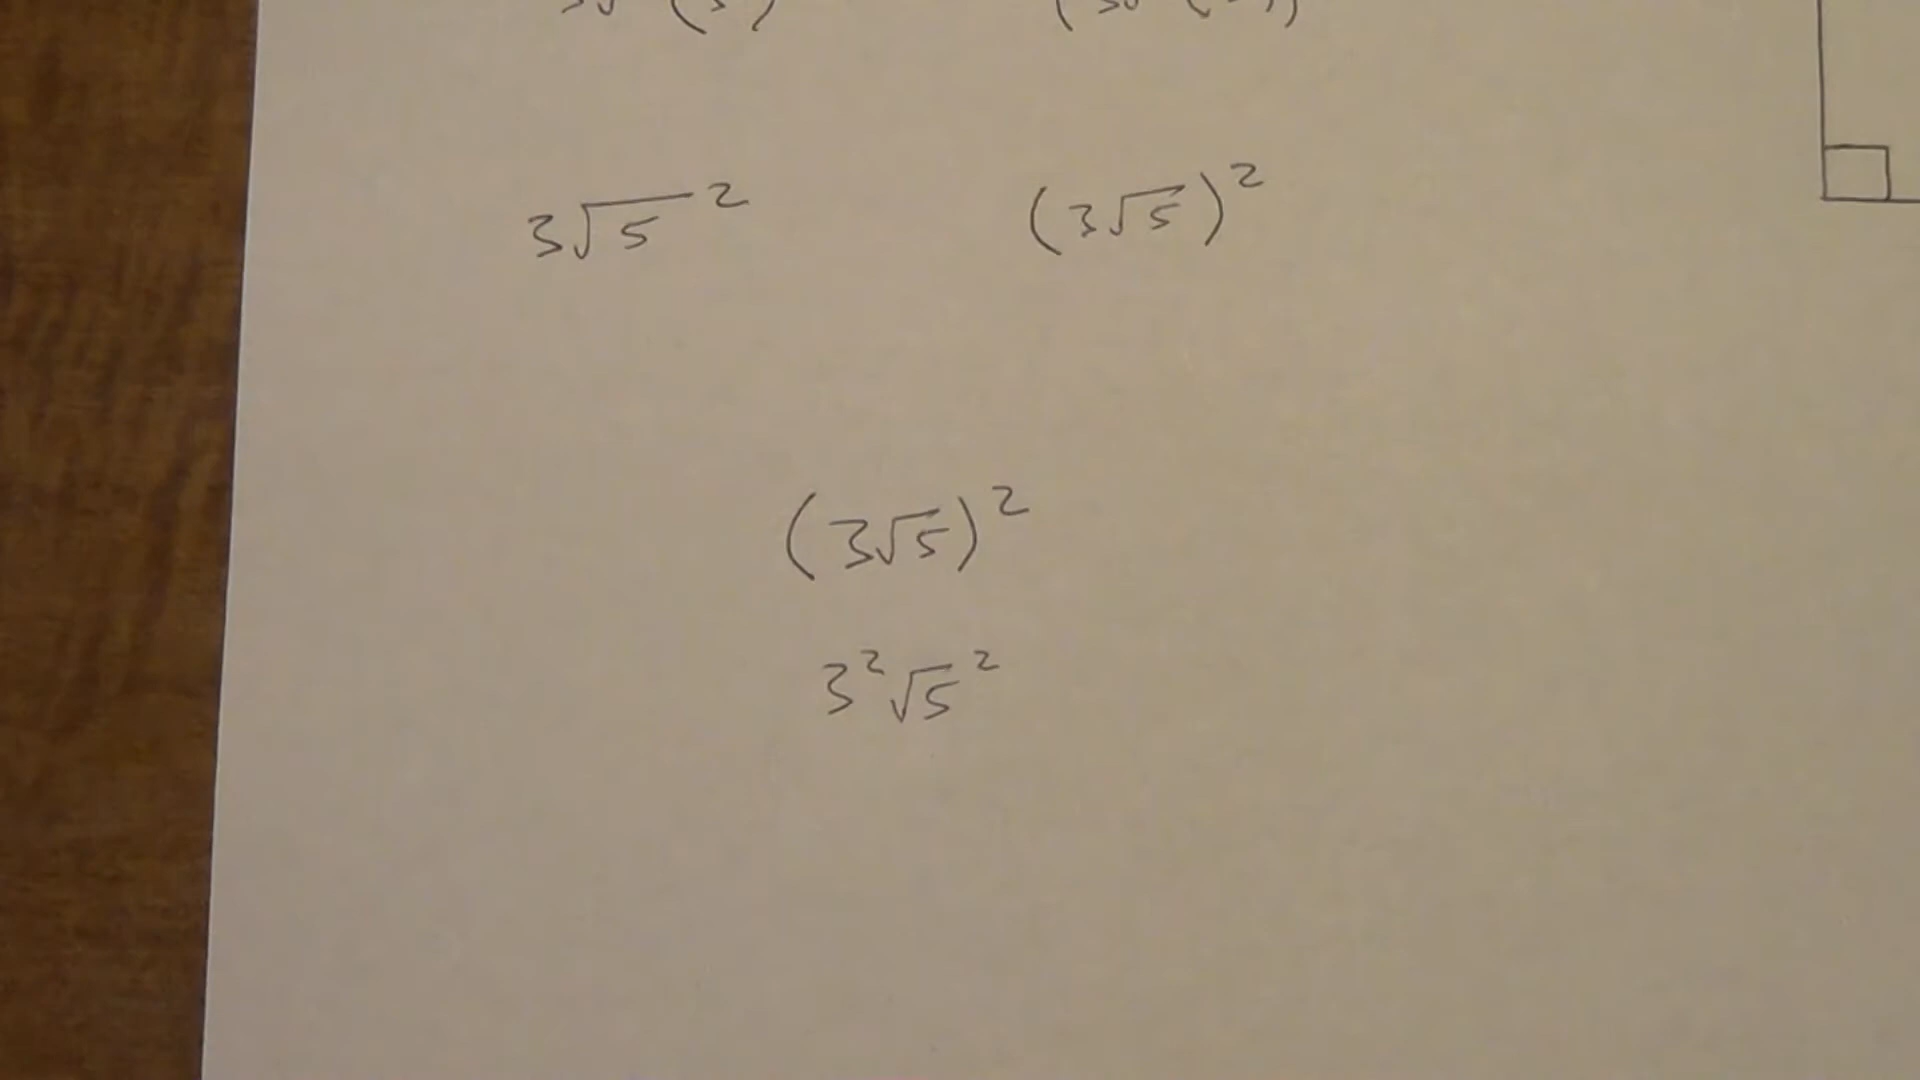 3√5² (3√5)²
(3√5)²
3²√5²